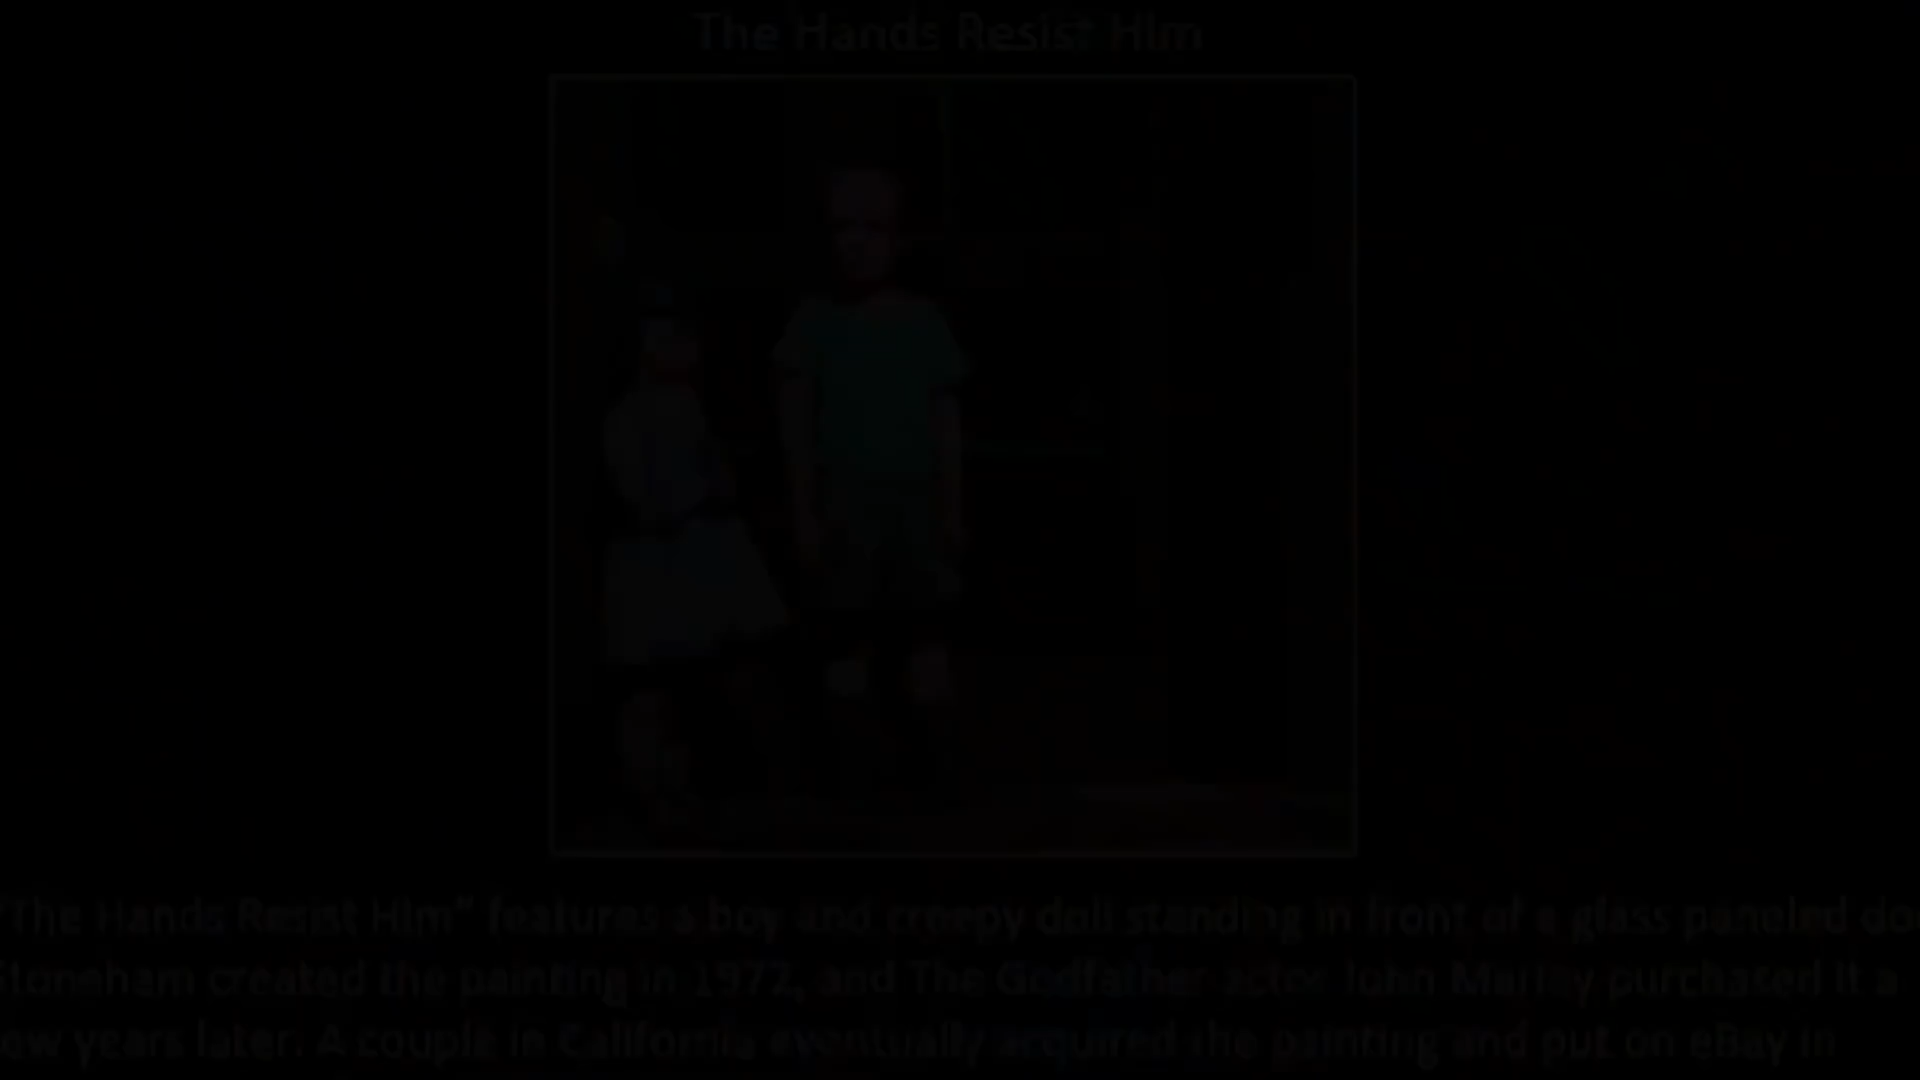 The Hands Resist HIm
"The Hands Resist HIm" features a boy and creepy doll standing in front of a glass paneled do
Stoneham created the painting in 1972, and The Godfather actor John Marley purchased it a
ew years later. A couple in California eventually acquired the painting and put on eBay in